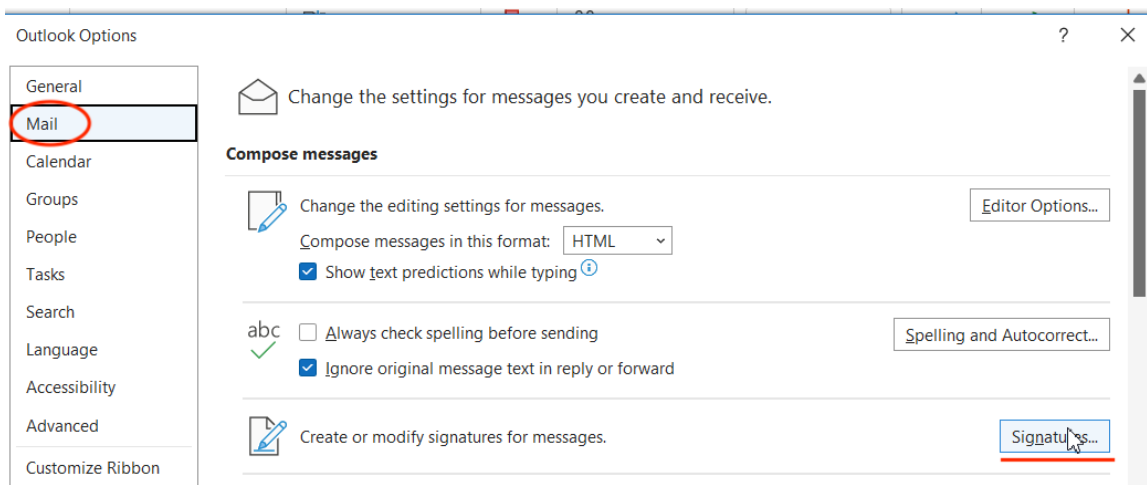 Outlook Options
?
General
Mail
Calendar
Groups
People
Tasks
Search
Language
Accessibility
Advanced
Customize Ribbon
Change the settings for messages you create and receive.
Compose messages
Change the editing settings for messages.
Editor Options...
Compose messages in this format: HTML
Show text predictions while typing
abc
Always check spelling before sending
Spelling and Autocorrect...
Ignore original message text in reply or forward
Create or modify signatures for messages.
Signatures...